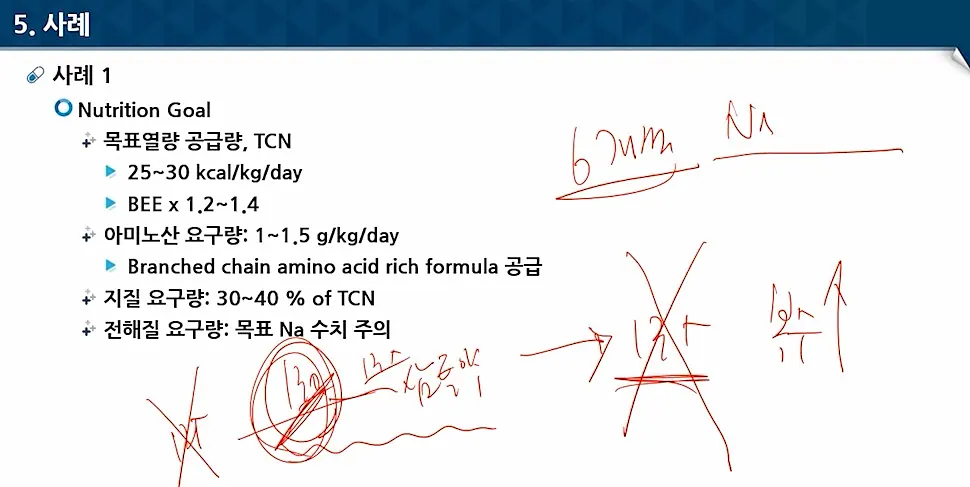 5. 사례
사례 1
Nutrition Goal
목표열량 공급량, TCN
25~30 kcal/kg/day
BEE x 1.2~1.4
아미노산 요구량: 1~1.5 g/kg/day
Branched chain amino acid rich formula 공급
지질 요구량: 30~40 % of TCN
전해질 요구량: 목표 Na 수치 주의
Na